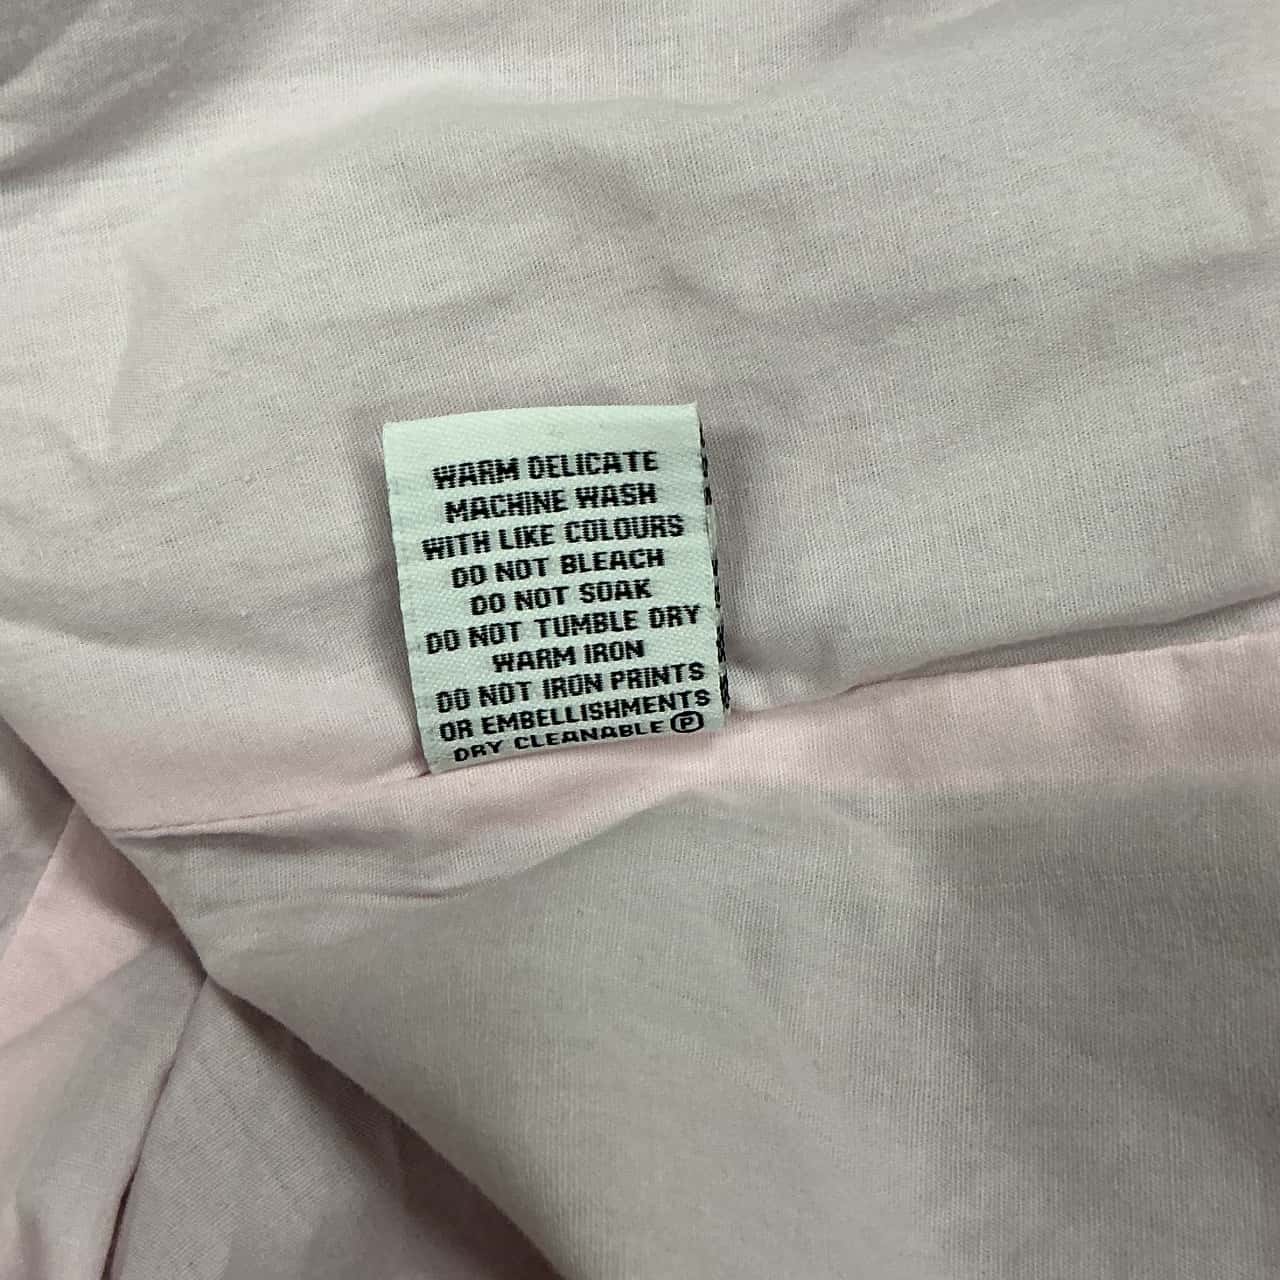 WARM DELICATE
MACHINE WASH
WITH LIKE COLOURS
DO NOT BLEACH
DO NOT SOAK
DO NOT TUMBLE DRY
WARM IRON
DO NOT IRON PRINTS
OR EMBELLISHMENTS
DRY CLEANABLE Ⓟ